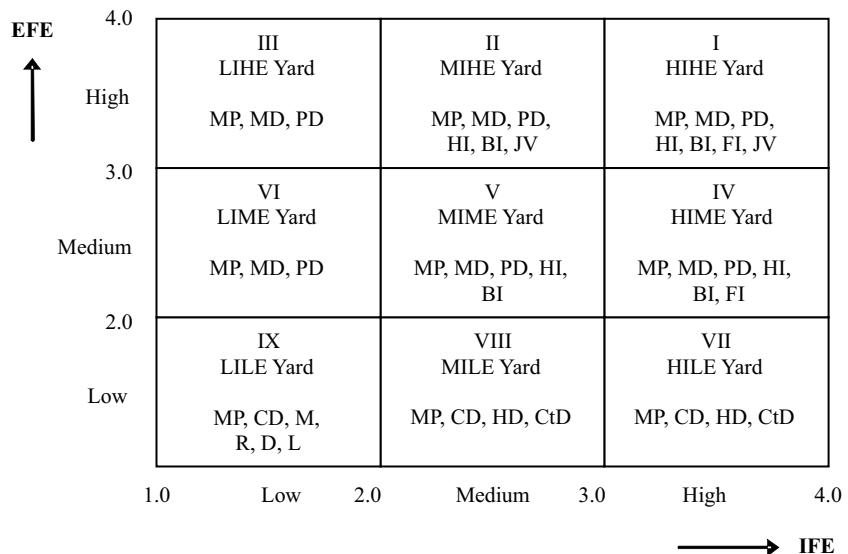 4.0
EFE
III
LIHE Yard
MP, MD, PD
II
MIHE Yard
MP, MD, PD,
HI, BI, JV
I
HIHE Yard
MP, MD, PD,
HI, BI, FI, JV
High
3.0
VI
LIME Yard
MP, MD, PD
V
MIME Yard
MP, MD, PD, HI,
BI
IV
HIME Yard
MP, MD, PD, HI,
BI, FI
Medium
2.0
IX
LILE Yard
MP, CD, M,
R, D, L
VIII
MILE Yard
MP, CD, HD, CtD
VII
HILE Yard
MP, CD, HD, CtD
Low
1.0 Low 2.0 Medium 3.0 High 4.0
IFE